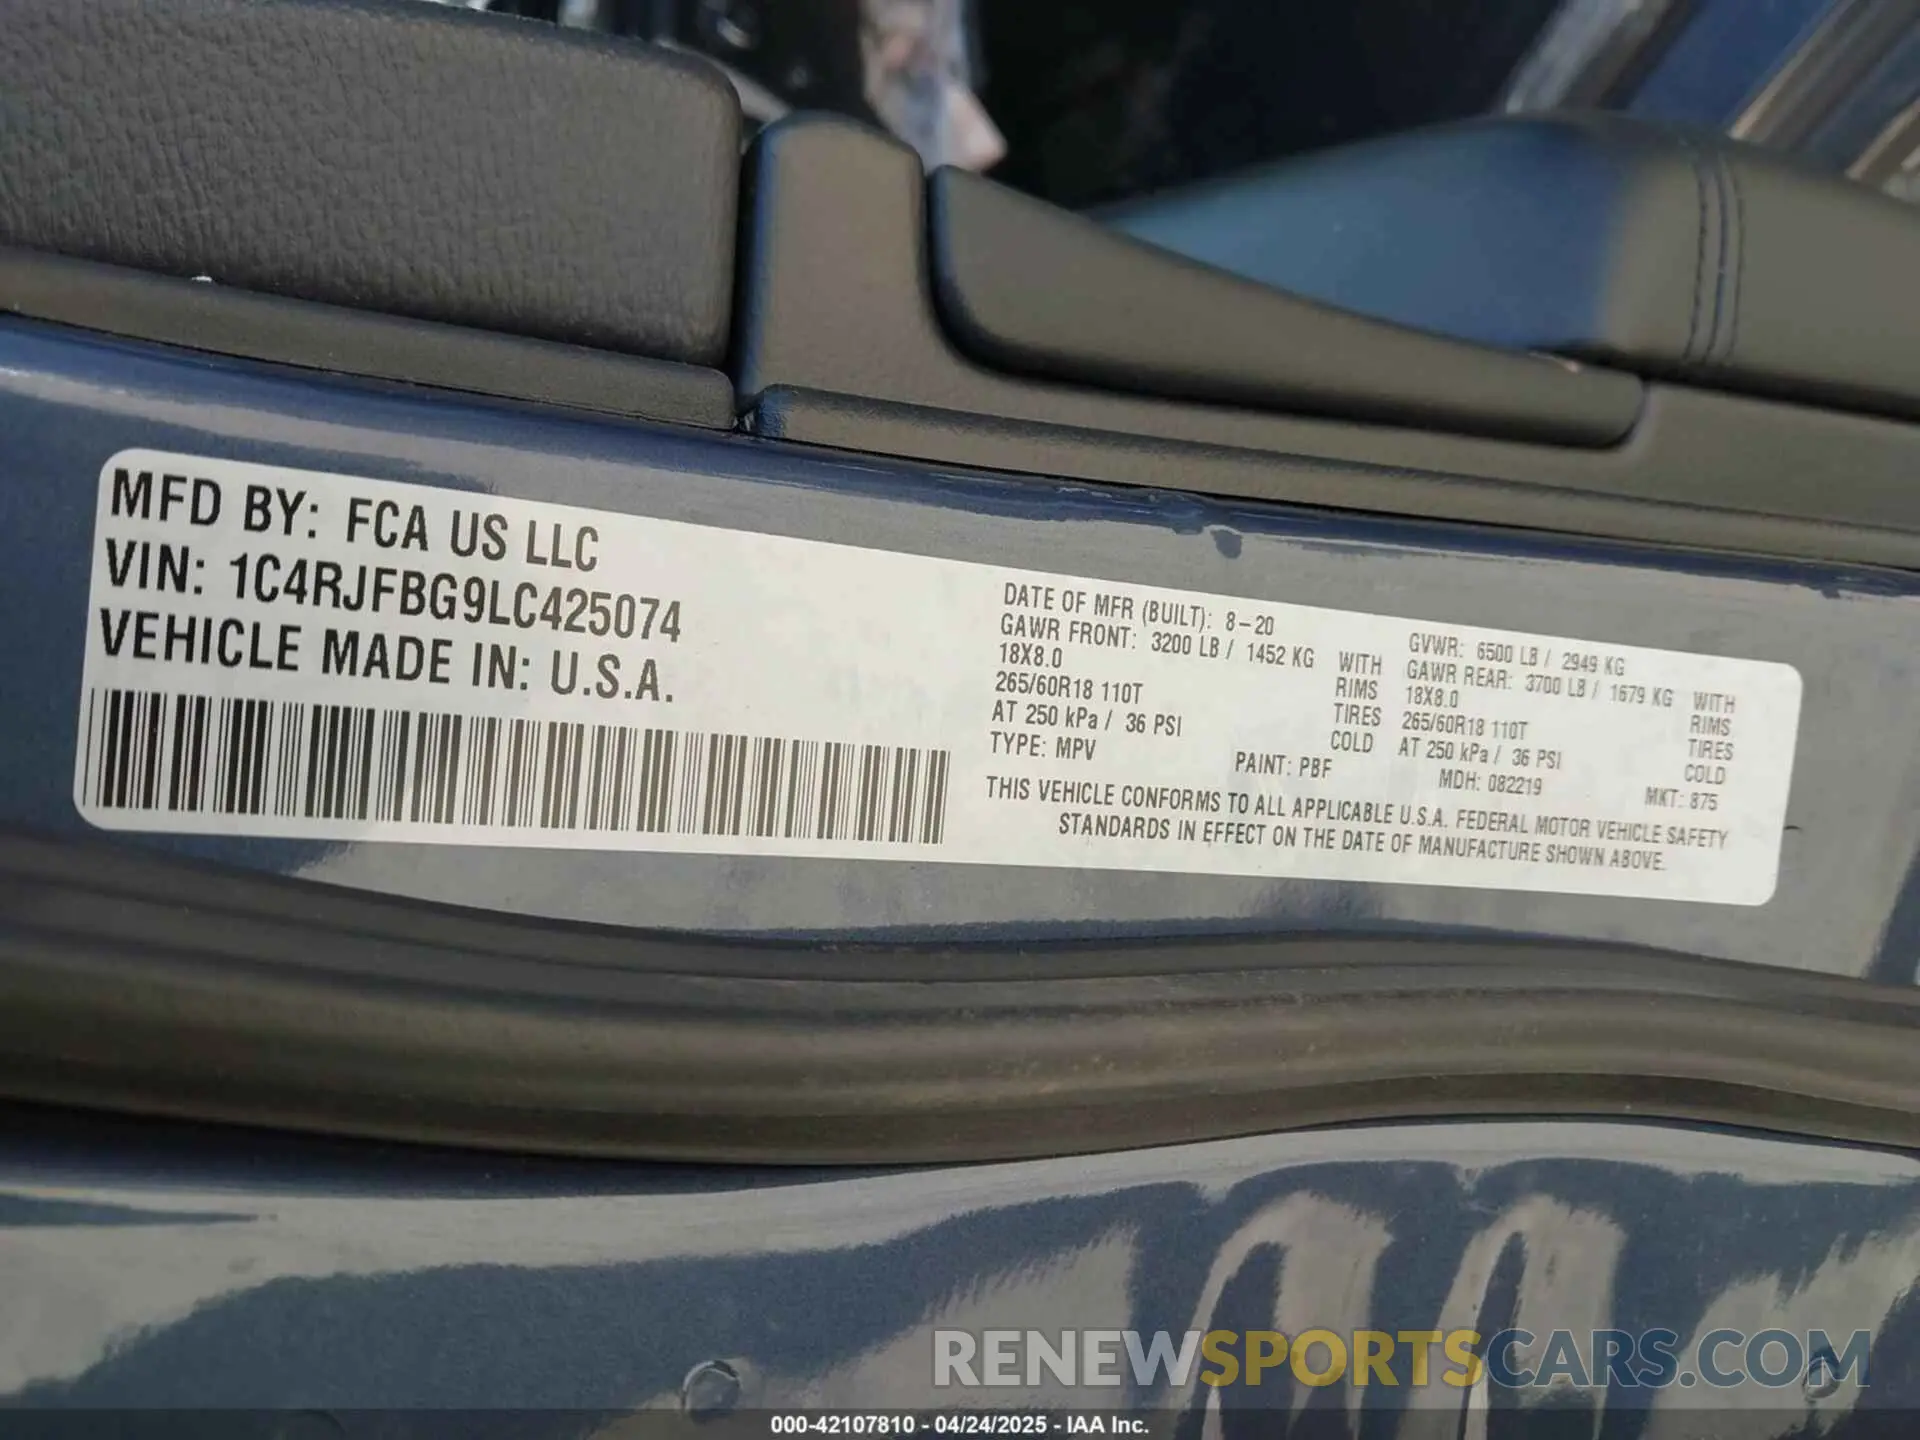 MFD BY: FCA US LLC
VIN: 1C4RJFBG9LC425074
VEHICLE MADE IN: U.S.A.
DATE OF MFR (BUILT): 8-20
GAWR FRONT: 3200 LB / 1452 KG WITH
18X8.0 RIMS
265/60R18 110T TIRES
AT 250 kPa / 36 PSI COLD
TYPE: MPV PAINT: PBF
GVWR: 6500 LB / 2949 KG
GAWR REAR: 3700 LB / 1679 KG WITH
18X8.0 RIMS
265/60R18 110T TIRES
AT 250 kPa / 36 PSI COLD
MDH: 082219 MKT: 875
THIS VEHICLE CONFORMS TO ALL APPLICABLE U.S.A. FEDERAL MOTOR VEHICLE SAFETY
STANDARDS IN EFFECT ON THE DATE OF MANUFACTURE SHOWN ABOVE.
RENEWSPORTSCARS.COM
000-42107810 - 04/24/2025 - IAA Inc.